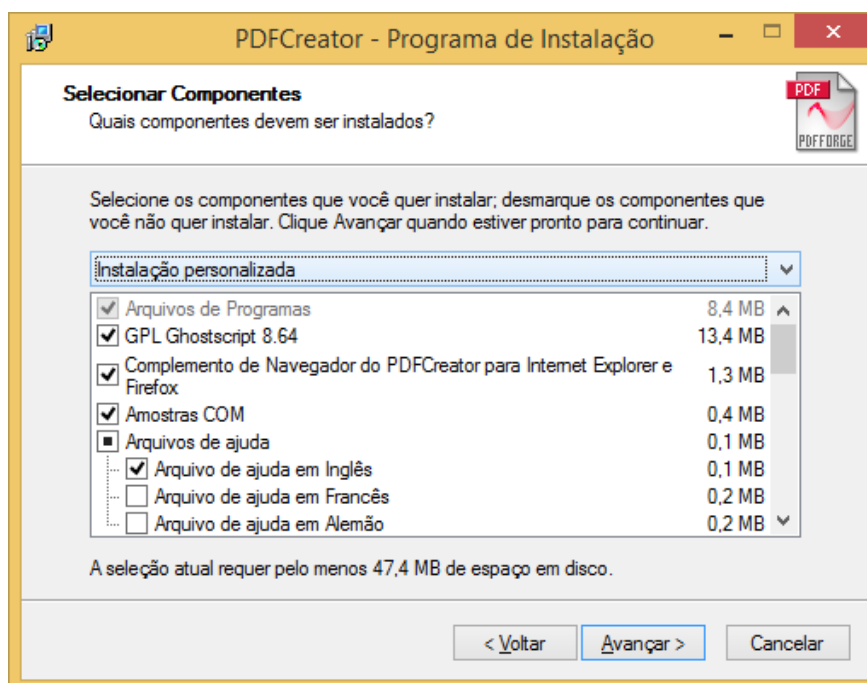 PDFCreator - Programa de Instalação
Selecionar Componentes
Quais componentes devem ser instalados?
PDF
PDFFORGE
Selecione os componentes que você quer instalar; desmarque os componentes que
você não quer instalar. Clique Avançar quando estiver pronto para continuar.
Instalação personalizada
Arquivos de Programas 8,4 MB
GPL Ghostscript 8.64 13,4 MB
Complemento de Navegador do PDFCreator para Internet Explorer e
Firefox 1,3 MB
Amostras COM 0,4 MB
Arquivos de ajuda 0,1 MB
Arquivo de ajuda em Inglês 0,1 MB
Arquivo de ajuda em Francês 0,2 MB
Arquivo de ajuda em Alemão 0,2 MB
A seleção atual requer pelo menos 47,4 MB de espaço em disco.
< Voltar Avançar > Cancelar